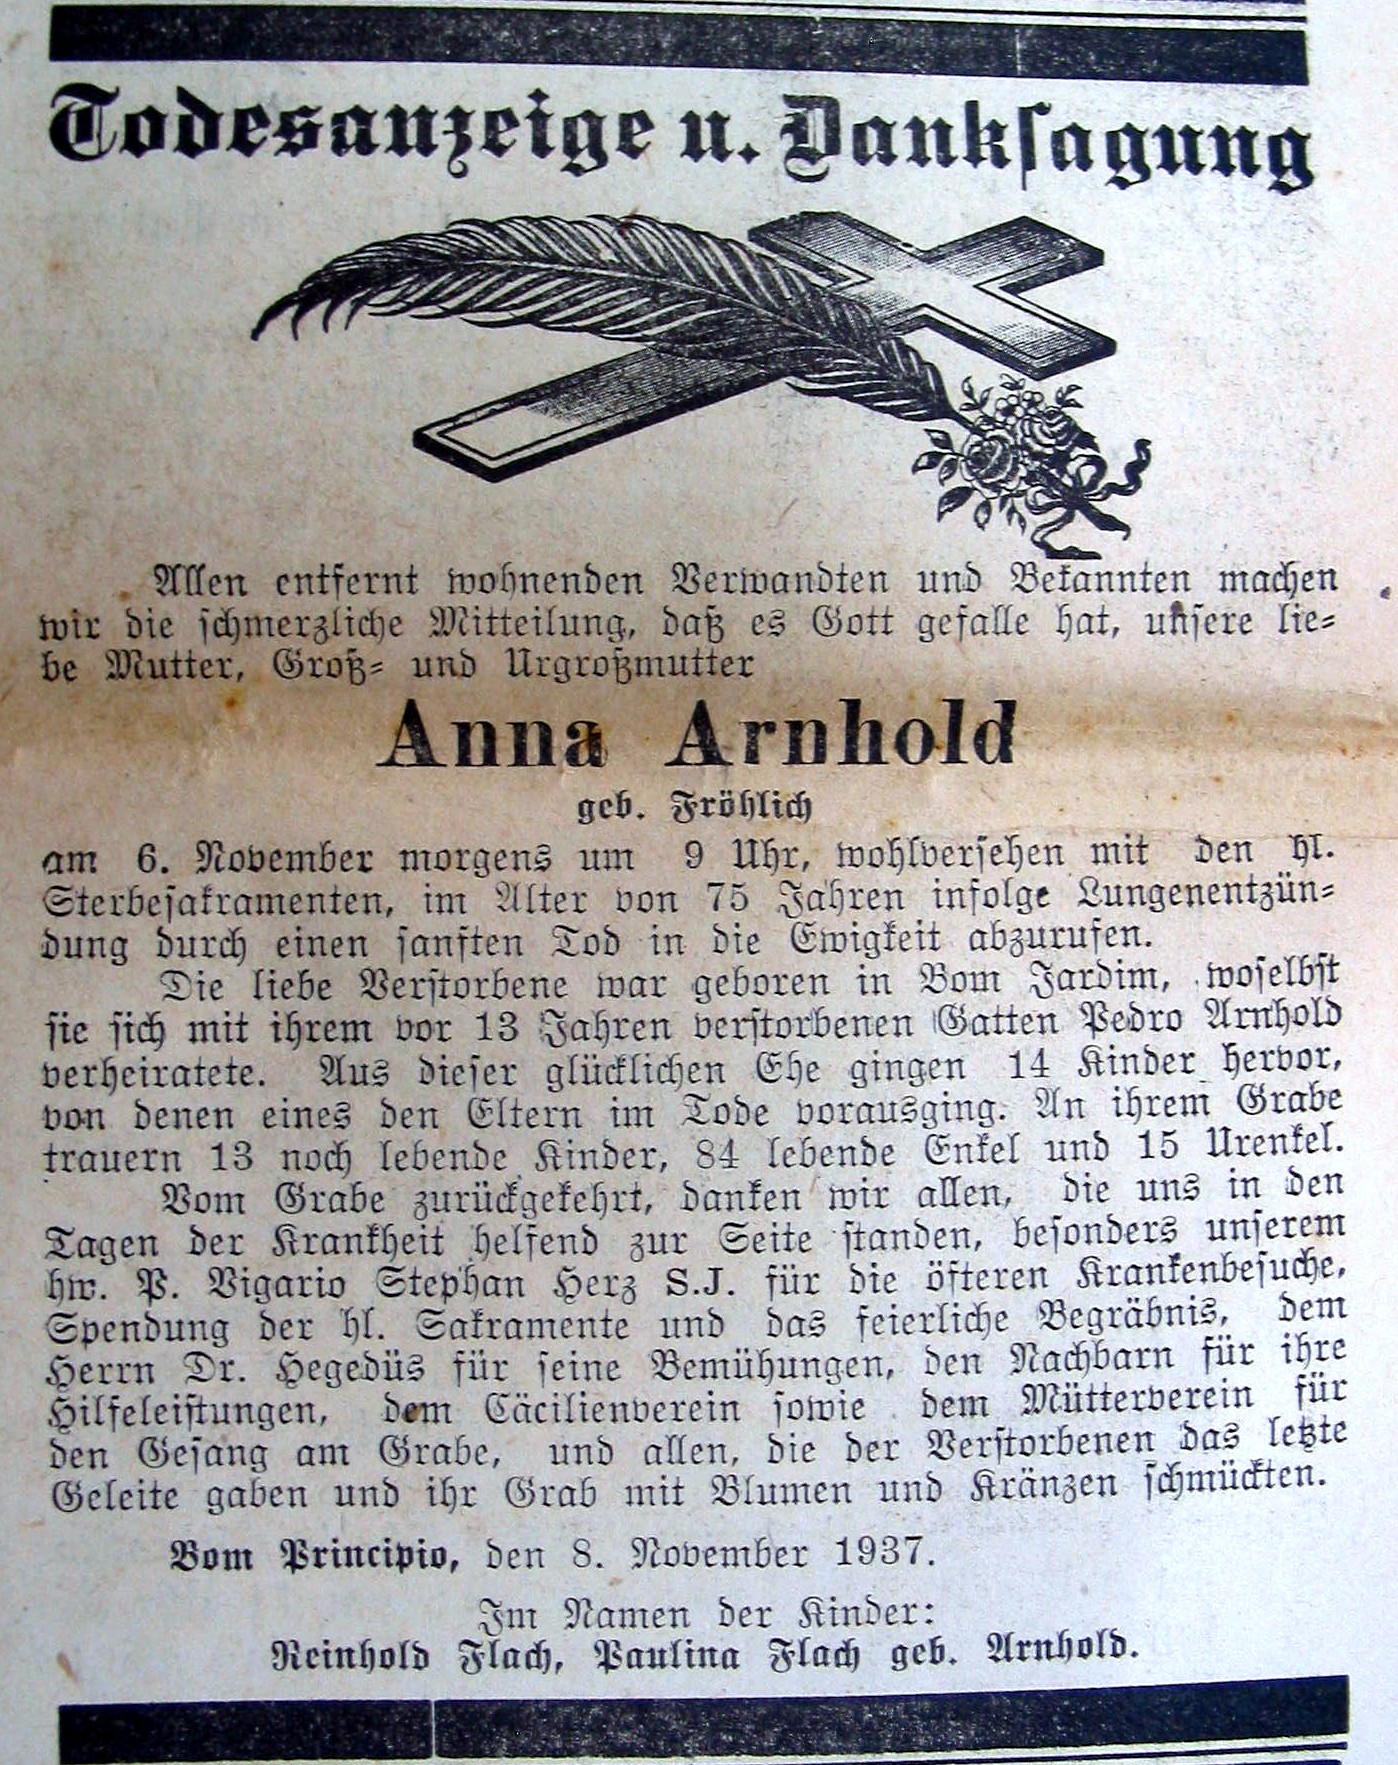 Todesanzeige u. Danksagung
Allen entfernt wohnenden Verwandten und Bekannten machen
wir die schmerzliche Mitteilung, daß es Gott gefalle hat, unsere lie=
be Mutter, Groß= und Urgroßmutter
Anna Arnhold
geb. Fröhlich
am 6. November morgens um 9 Uhr, wohlversehen mit den hl.
Sterbesakramenten, im Alter von 75 Jahren infolge Lungenentzün=
dung durch einen sanften Tod in die Ewigkeit abzurufen.
Die liebe Verstorbene war geboren in Bom Jardim, woselbst
sie sich mit ihrem vor 13 Jahren verstorbenen Gatten Pedro Arnhold
verheiratete. Aus dieser glücklichen Ehe gingen 14 Kinder hervor,
von denen eines den Eltern im Tode vorausging. An ihrem Grabe
trauern 13 noch lebende Kinder, 84 lebende Enkel und 15 Urenkel.
Vom Grabe zurückgekehrt, danken wir allen, die uns in den
Tagen der Krankheit helfend zur Seite standen, besonders unserem
hw. P. Vigario Stephan Herz S.J. für die öfteren Krankenbesuche,
Spendung der hl. Sakramente und das feierliche Begräbnis, dem
Herrn Dr. Hegedüs für seine Bemühungen, den Nachbarn für ihre
Hilfeleistungen, dem Cäcilienverein sowie dem Mütterverein für
den Gesang am Grabe, und allen, die der Verstorbenen das letzte
Geleite gaben und ihr Grab mit Blumen und Kränzen schmückten.
Bom Principio, den 8. November 1937.
Im Namen der Kinder:
Reinhold Flach, Paulina Flach geb. Arnhold.